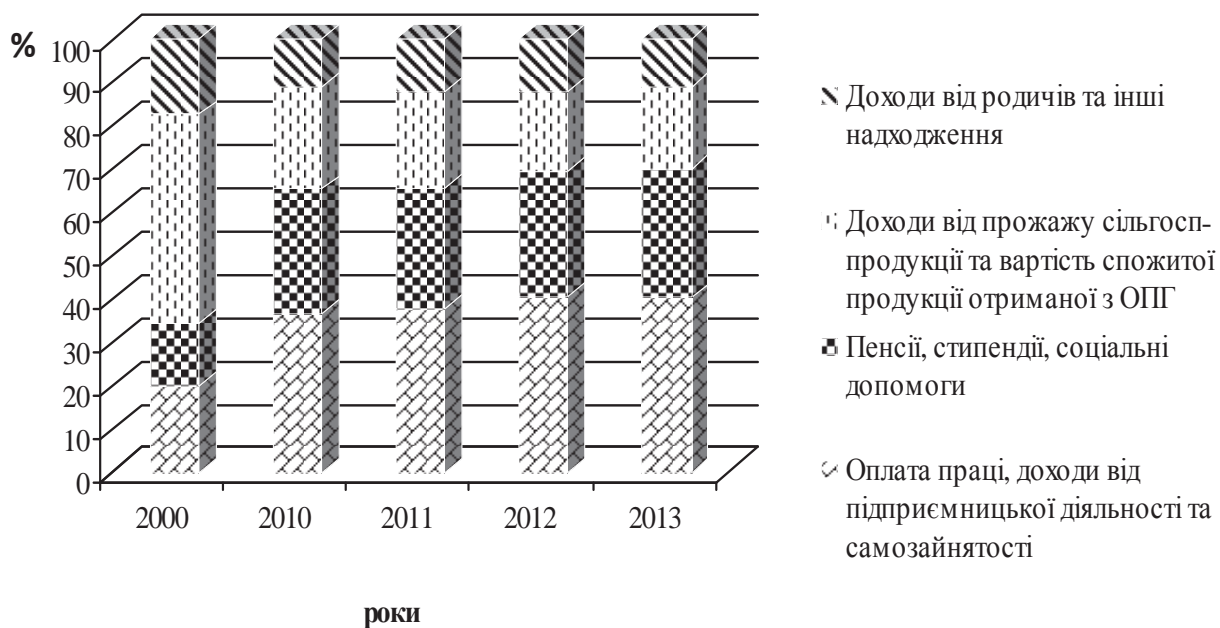 %
100
90
80
70
60
50
40
30
20
10
0
2000 2010 2011 2012 2013
роки
Доходи від родичів та інші
надходження
Доходи від прожажу сільгосп-
продукції та вартість спожитої
продукції отриманої з ОПГ
Пенсії, стипендії, соціальні
допомоги
Оплата праці, доходи від
підприємницької діяльності та
самозайнятості